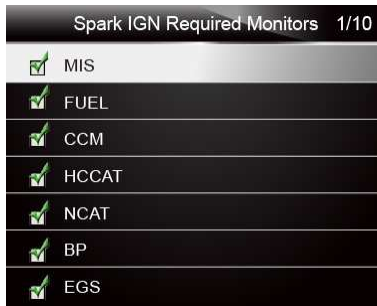 Spark IGN Required Monitors 1/10
MIS
FUEL
CCM
HCCAT
NCAT
BP
EGS